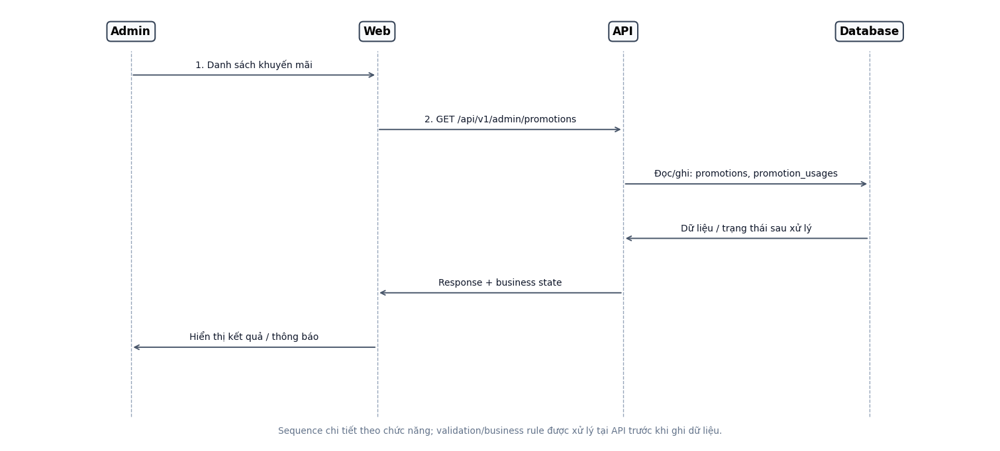 Admin
Web
API
Database
1. Danh sách khuyến mãi
2. GET /api/v1/admin/promotions
Đọc/ghi: promotions, promotion_usages
Dữ liệu / trạng thái sau xử lý
Response + business state
Hiển thị kết quả / thông báo
Sequence chi tiết theo chức năng; validation/business rule được xử lý tại API trước khi ghi dữ liệu.